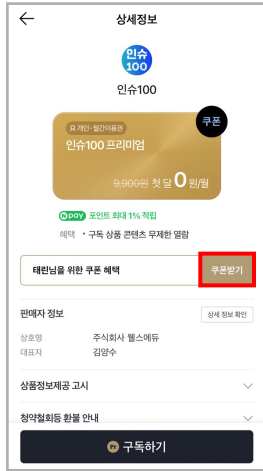 상세정보
인슈
100
인슈100
쿠폰
개인·월간이용권
인슈100 프리미엄
9,900원 첫 달 0 원/월
pay 포인트 최대 1% 적립
혜택 • 구독 상품 콘텐츠 무제한 열람
태린님을 위한 쿠폰 혜택 쿠폰받기
판매자 정보 상세 정보 확인
상호명 주식회사 웰스에듀
대표자 김양수
상품정보제공 고시
청약철회등 환불 안내
구독하기